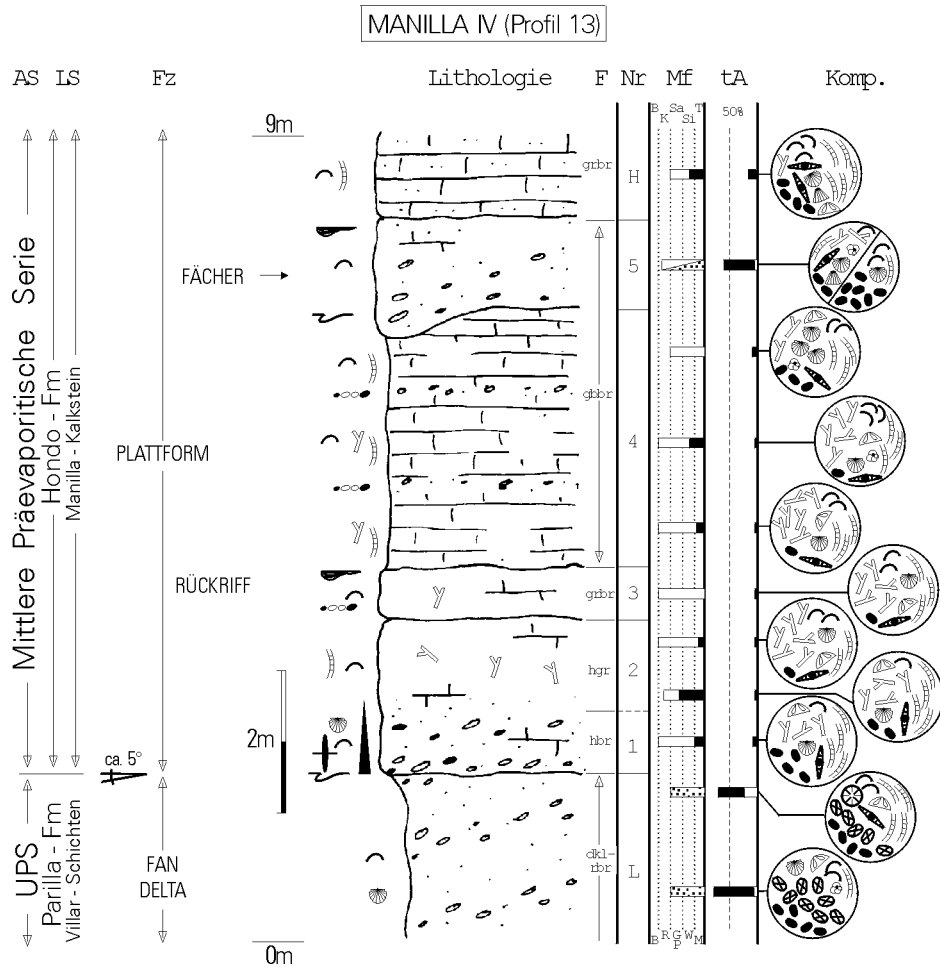 MANILLA IV (Profil 13)
AS LS Fz Lithologie F Nr Mf tA Komp.
B K Sa Si T
50%
9m
grbr
H
FÄCHER
5
gbbr
PLATTFORM
4
RÜCKRIFF
grbr
3
hgr
2
2m
hbr
1
ca. 5°
FAN
DELTA
dkl-
rbr
L
0m
B R G P W M
Mittlere Präevaporitische Serie
Hondo - Fm
Manilla - Kalkstein
UPS
Parilla - Fm
Villar - Schichten